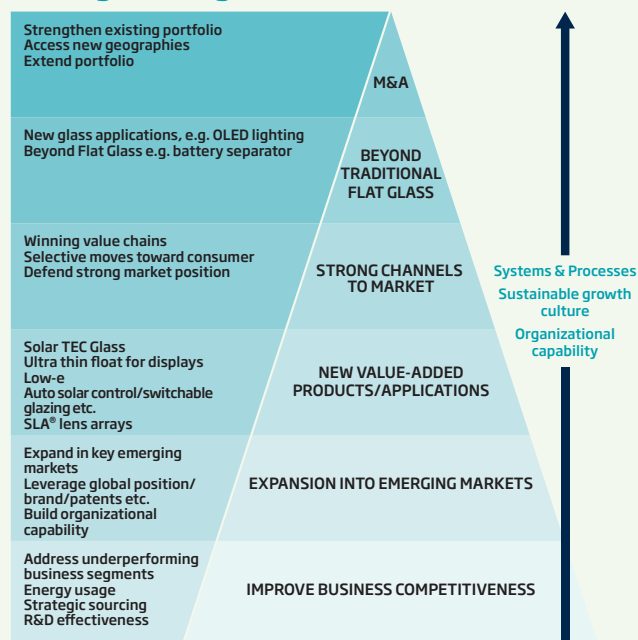 Strengthen existing portfolio
Access new geographies
Extend portfolio
M&A
New glass applications, e.g. OLED lighting
Beyond Flat Glass e.g. battery separator
BEYOND
TRADITIONAL
FLAT GLASS
Winning value chains
Selective moves toward consumer
Defend strong market position
STRONG CHANNELS
TO MARKET
Solar TEC Glass
Ultra thin float for displays
Low-e
Auto solar control/switchable
glazing etc.
SLA® lens arrays
NEW VALUE-ADDED
PRODUCTS/APPLICATIONS
Expand in key emerging
markets
Leverage global position/
brand/patents etc.
Build organizational
capability
EXPANSION INTO EMERGING MARKETS
Address underperforming
business segments
Energy usage
Strategic sourcing
R&D effectiveness
IMPROVE BUSINESS COMPETITIVENESS
Systems & Processes
Sustainable growth
culture
Organizational
capability